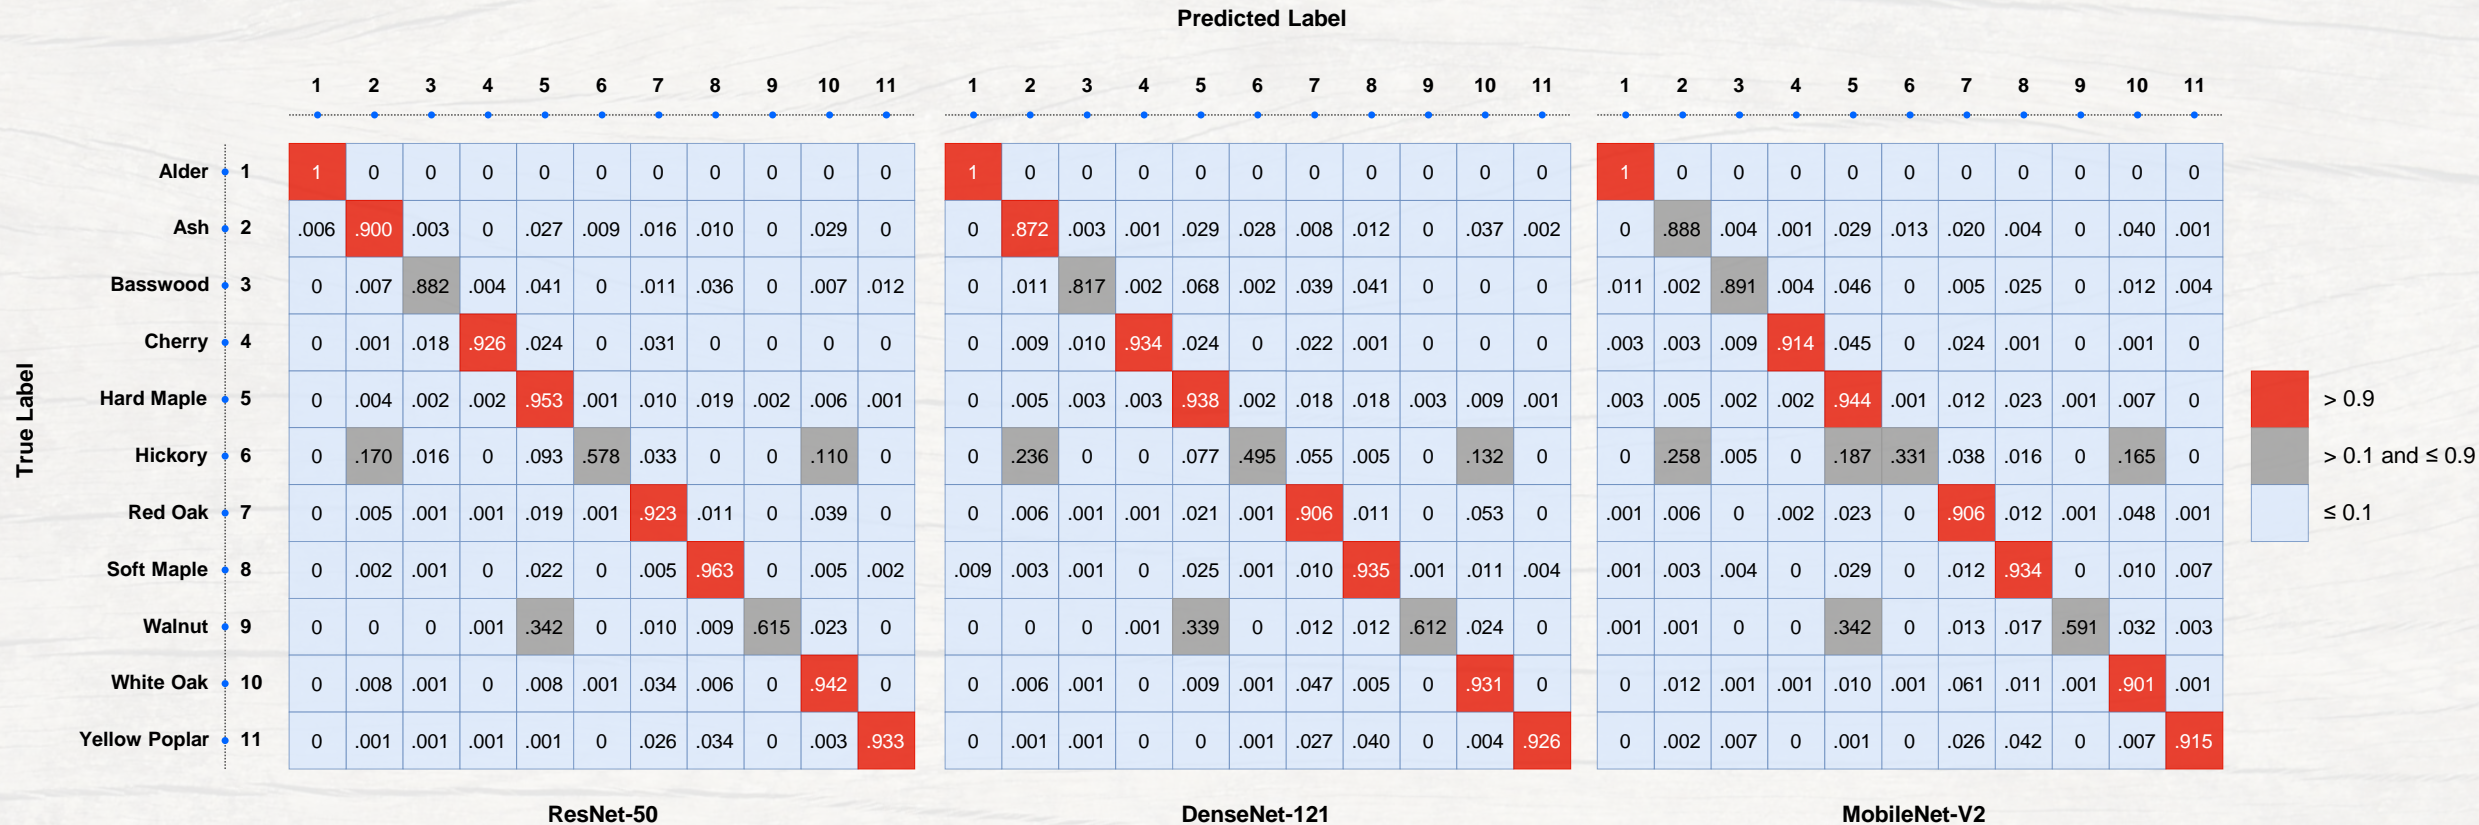 Predicted Label
1 2 3 4 5 6 7 8 9 10 11 1 2 3 4 5 6 7 8 9 10 11 1 2 3 4 5 6 7 8 9 10 11
Alder 1 1 0 0 0 0 0 0 0 0 0 0 1 0 0 0 0 0 0 0 0 0 0 1 0 0 0 0 0 0 0 0 0 0
Ash 2 .006 .900 .003 0 .027 .009 .016 .010 0 .029 0 0 .872 .003 .001 .029 .028 .008 .012 0 .037 .002 0 .888 .004 .001 .029 .013 .020 .004 0 .040 .001
Basswood 3 0 .007 .882 .004 .041 0 .011 .036 0 .007 .012 0 .011 .817 .002 .068 .002 .039 .041 0 0 0 .011 .002 .891 .004 .046 0 .005 .025 0 .012 .004
Cherry 4 0 .001 .018 .926 .024 0 .031 0 0 0 0 0 .009 .010 .934 .024 0 .022 .001 0 0 0 .003 .003 .009 .914 .045 0 .024 .001 0 .001 0
Hard Maple 5 0 .004 .002 .002 .953 .001 .010 .019 .002 .006 .001 0 .005 .003 .003 .938 .002 .018 .018 .003 .009 .001 .003 .005 .002 .002 .944 .001 .012 .023 .001 .007 0
> 0.9
Hickory 6 0 .170 .016 0 .093 .578 .033 0 0 .110 0 0 .236 0 0 .077 .495 .055 .005 0 .132 0 0 .258 .005 0 .187 .331 .038 .016 0 .165 0
> 0.1 and ≤ 0.9
Red Oak 7 0 .005 .001 .001 .019 .001 .923 .011 0 .039 0 0 .006 .001 .001 .021 .001 .906 .011 0 .053 0 .001 .006 0 .002 .023 0 .906 .012 .001 .048 .001
≤ 0.1
Soft Maple 8 0 .002 .001 0 .022 0 .005 .963 0 .005 .002 .009 .003 .001 0 .025 .001 .010 .935 .001 .011 .004 .001 .003 .004 0 .029 0 .012 .934 0 .010 .007
Walnut 9 0 0 0 .001 .342 0 .010 .009 .615 .023 0 0 0 0 .001 .339 0 .012 .012 .612 .024 0 .001 .001 0 0 .342 0 .013 .017 .591 .032 .003
White Oak 10 0 .008 .001 0 .008 .001 .034 .006 0 .942 0 0 .006 .001 0 .009 .001 .047 .005 0 .931 0 0 .012 .001 .001 .010 .001 .061 .011 .001 .901 .001
Yellow Poplar 11 0 .001 .001 .001 .001 0 .026 .034 0 .003 .933 0 .001 .001 0 0 .001 .027 .040 0 .004 .926 0 .002 .007 0 .001 0 .026 .042 0 .007 .915
True Label
ResNet-50 DenseNet-121 MobileNet-V2